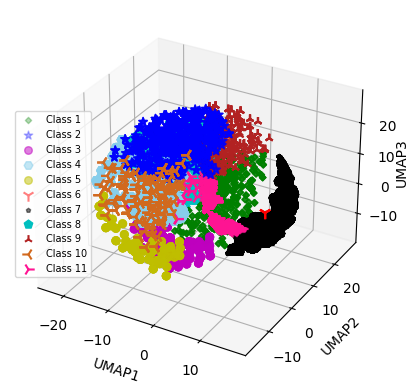 Class 1
Class 2
Class 3
Class 4
Class 5
Class 6
Class 7
Class 8
Class 9
Class 10
Class 11
−20
−10
0
10
UMAP1
−10
0
10
20
UMAP2
−10
0
10
20
UMAP3